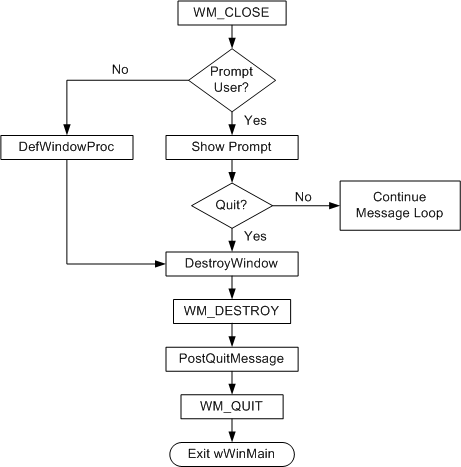 WM_CLOSE
Prompt
User?
No
Yes
DefWindowProc
Show Prompt
Quit?
No
Continue
Message Loop
Yes
DestroyWindow
WM_DESTROY
PostQuitMessage
WM_QUIT
Exit wWinMain